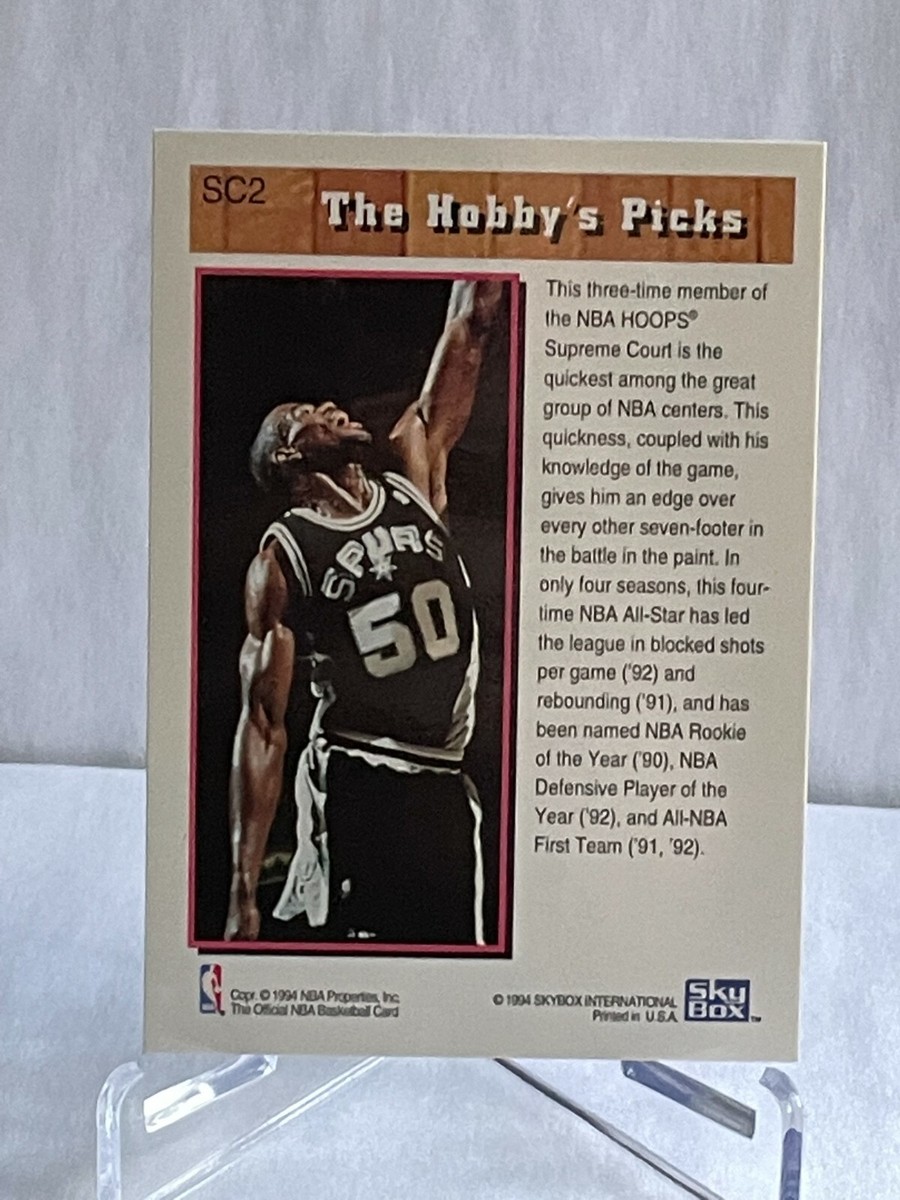 SC2
The Hobby's Picks
This three-time member of
the NBA HOOPS®
Supreme Court is the
quickest among the great
group of NBA centers. This
quickness, coupled with his
knowledge of the game,
gives him an edge over
every other seven-footer in
the battle in the paint. In
only four seasons, this four-
time NBA All-Star has led
the league in blocked shots
per game ('92) and
rebounding ('91), and has
been named NBA Rookie
of the Year ('90), NBA
Defensive Player of the
Year ('92), and All-NBA
First Team ('91, '92).
SPURS
50
Copr. © 1994 NBA Properties, Inc.
The Official NBA Basketball Card
© 1994 SKYBOX INTERNATIONAL
Printed in U.S.A.
Sky
Box™